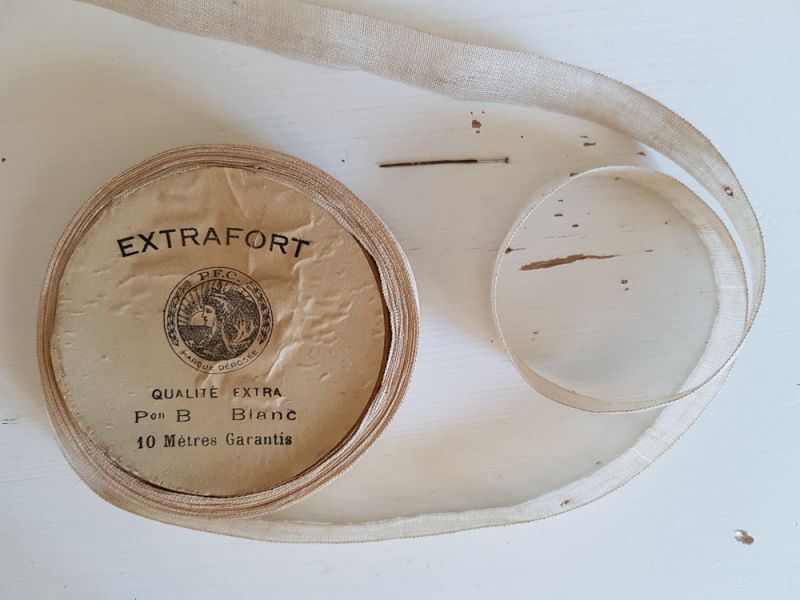 EXTRAFORT
P.F.C.
MARQUE DÉPOSÉE
QUALITÉ EXTRA
Pon B Blanc
10 Mètres Garantis